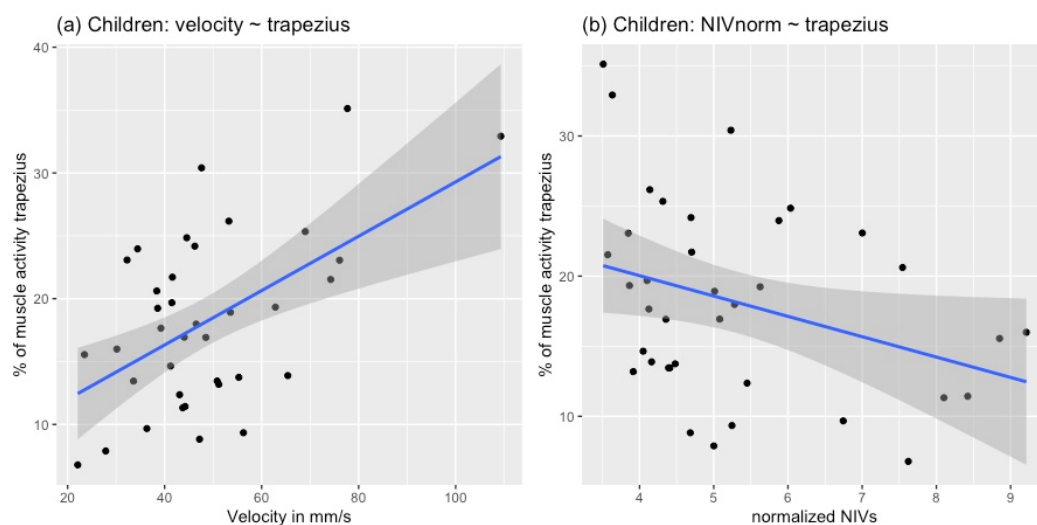 (a) Children: velocity ~ trapezius
40
30
20
10
% of muscle activity trapezius
20 40 60 80 100
Velocity in mm/s
(b) Children: NIVnorm ~ trapezius
30
20
10
% of muscle activity trapezius
4 5 6 7 8 9
normalized NIVs